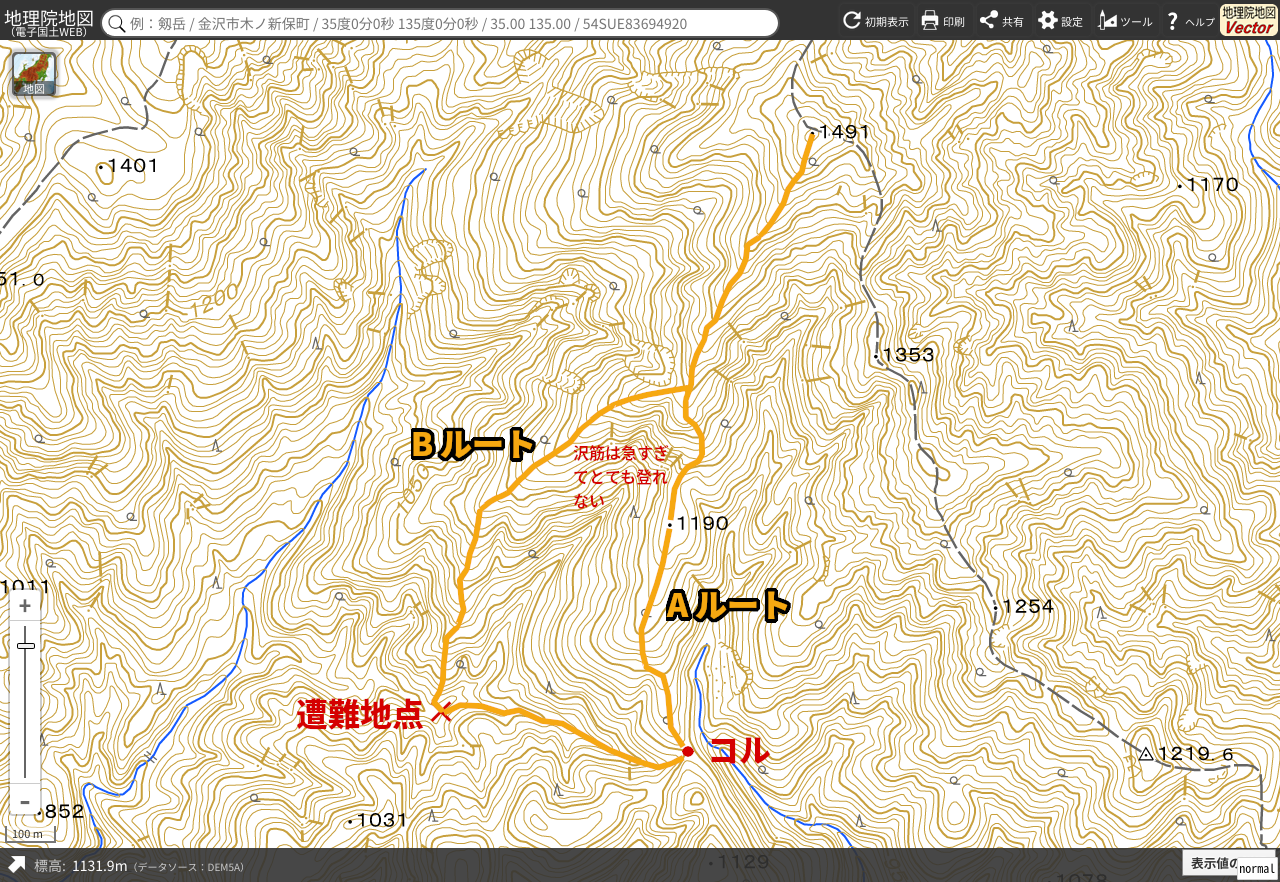 地理院地図
（電子国土WEB）
例：剱岳 / 金沢市木ノ新保町 / 35度0分0秒 135度0分0秒 / 35.00 135.00 / 54SUE83694920
初期表示
印刷
共有
設定
ツール
ヘルプ
地理院地図
Vector
地図
1491
1401
1170
51.0
1200
1353
Bルート
沢筋は急すぎ
てとても登れ
ない
1050
1190
1011
Aルート
1254
遭難地点
コル
1219.6
852
1031
100 m
1129
1078
標高: 1131.9m（データソース：DEM5A）
表示値の
normal